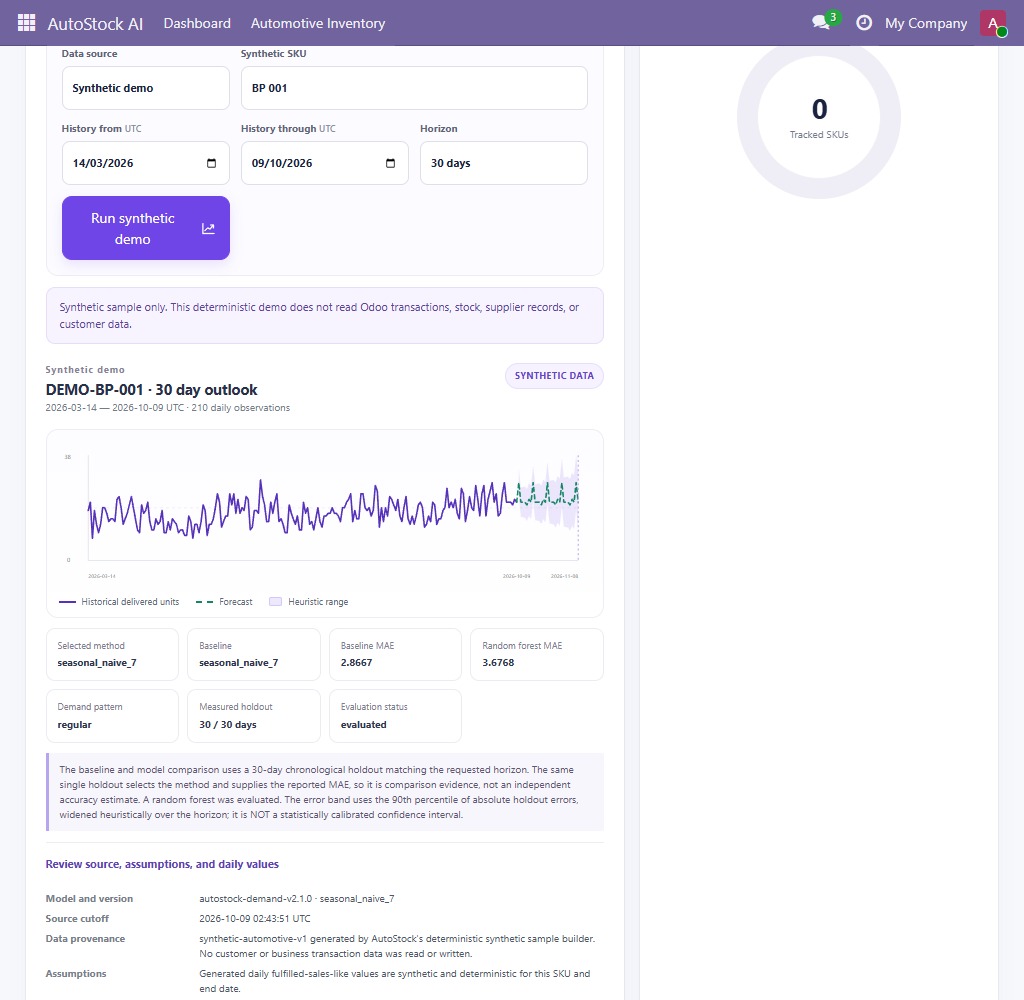 AutoStock AI Dashboard Automotive Inventory 3 My Company A
Data source Synthetic SKU
Synthetic demo BP 001
History from UTC History through UTC Horizon
14/03/2026 09/10/2026 30 days
Run synthetic
demo
0
Tracked SKUs
Synthetic sample only. This deterministic demo does not read Odoo transactions, stock, supplier records, or
customer data.
Synthetic demo
DEMO-BP-001 · 30 day outlook
SYNTHETIC DATA
2026-03-14 — 2026-10-09 UTC · 210 daily observations
0
2026-03-14 2026-10-09 2026-11-08
Historical delivered units Forecast Heuristic range
Selected method Baseline Baseline MAE Random forest MAE
seasonal_naive_7 seasonal_naive_7 2.8667 3.6768
Demand pattern Measured holdout Evaluation status
regular 30 / 30 days evaluated
The baseline and model comparison uses a 30-day chronological holdout matching the requested horizon. The same
single holdout selects the method and supplies the reported MAE, so it is comparison evidence, not an independent
accuracy estimate. A random forest was evaluated. The error band uses the 90th percentile of absolute holdout errors,
widened heuristically over the horizon; it is NOT a statistically calibrated confidence interval.
Review source, assumptions, and daily values
Model and version autostock-demand-v2.1.0 · seasonal_naive_7
Source cutoff 2026-10-09 02:43:51 UTC
Data provenance synthetic-automotive-v1 generated by AutoStock's deterministic synthetic sample builder.
No customer or business transaction data was read or written.
Assumptions Generated daily fulfilled-sales-like values are synthetic and deterministic for this SKU and
end date.